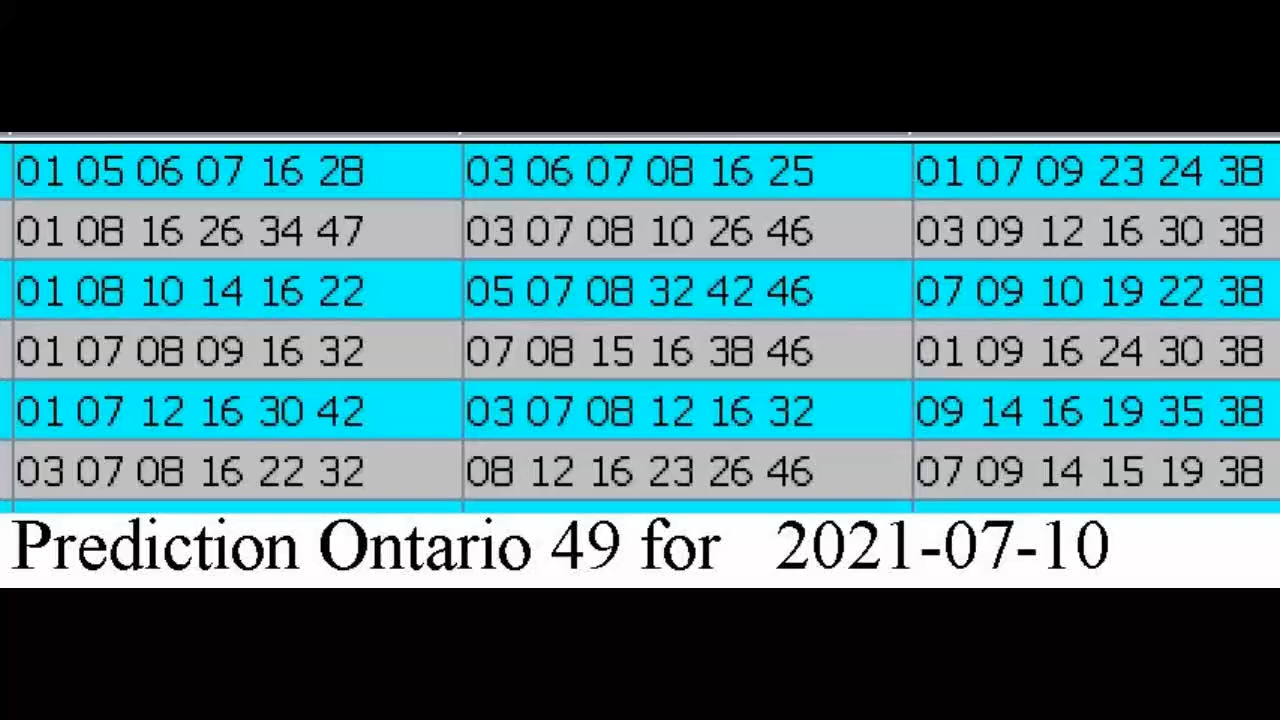 01 05 06 07 16 28 03 06 07 08 16 25 01 07 09 23 24 38
01 08 16 26 34 47 03 07 08 10 26 46 03 09 12 16 30 38
01 08 10 14 16 22 05 07 08 32 42 46 07 09 10 19 22 38
01 07 08 09 16 32 07 08 15 16 38 46 01 09 16 24 30 38
01 07 12 16 30 42 03 07 08 12 16 32 09 14 16 19 35 38
03 07 08 16 22 32 08 12 16 23 26 46 07 09 14 15 19 38
Prediction Ontario 49 for 2021-07-10